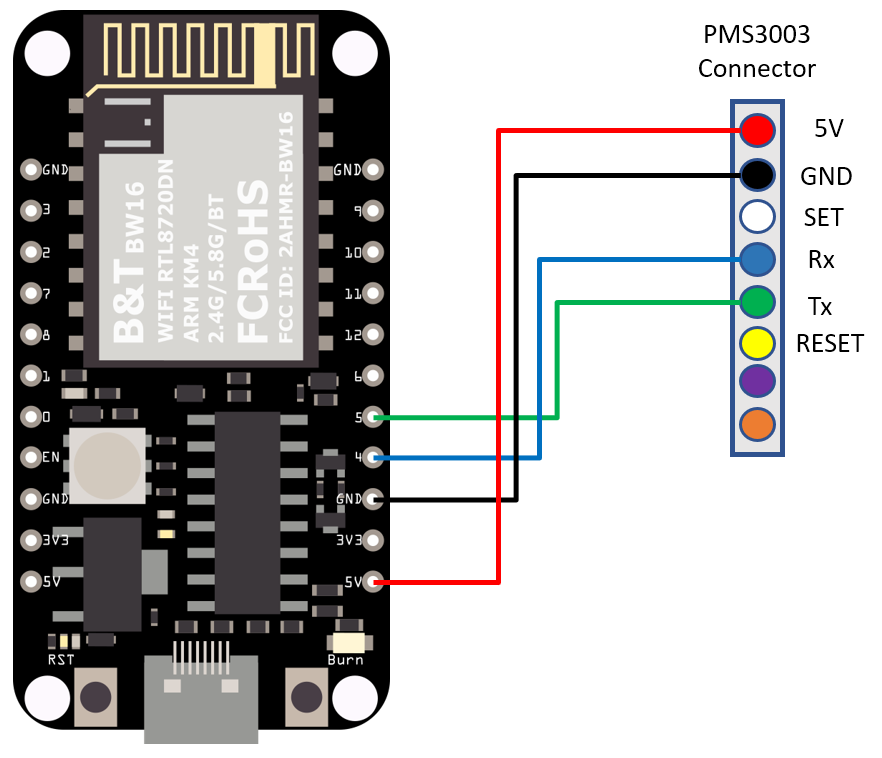 PMS3003
Connector
5V
GND
SET
Rx
Tx
RESET
GND
3
2
7
8
1
0
EN
GND
3V3
5V
RST
B&T BW16
WIFI RTL8720DN
ARM KM4
2.4G/5.8G/BT
FCRoHS
FCC ID: 2AHMR-BW16
GND
9
10
11
12
6
5
4
GND
3V3
5V
Burn